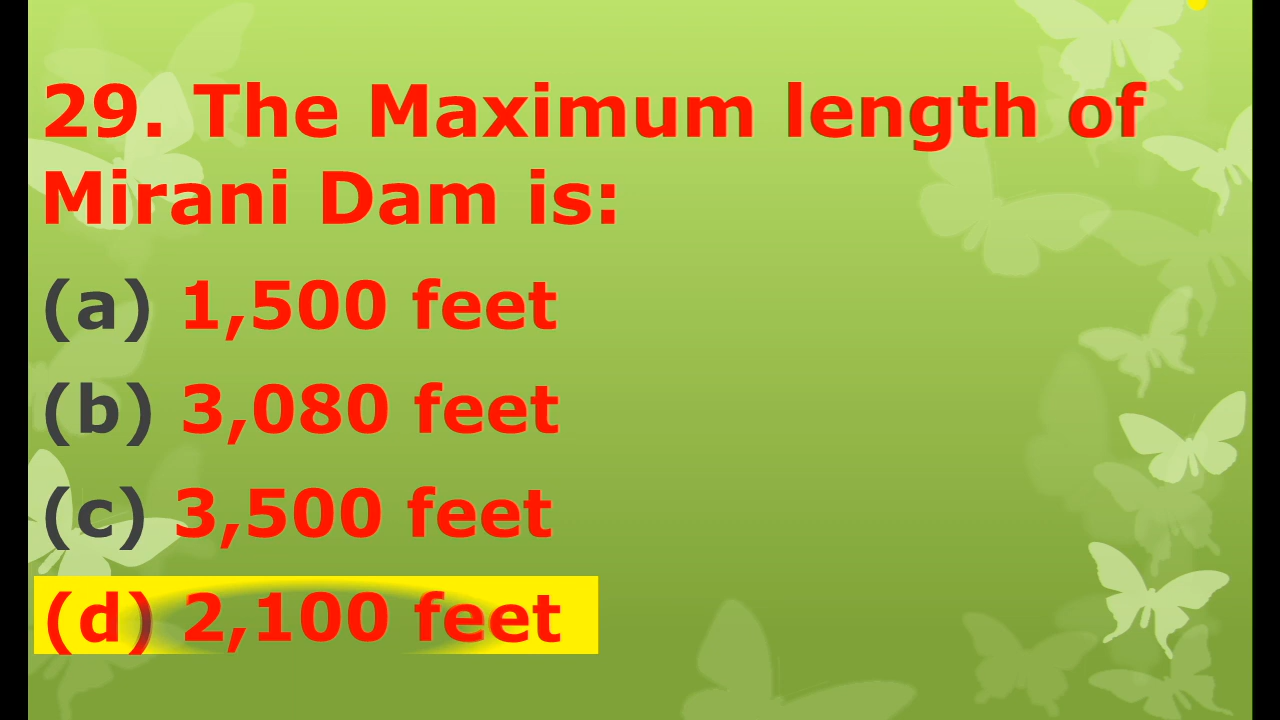 29. The Maximum length of
Mirani Dam is:
(a) 1,500 feet
(b) 3,080 feet
(c) 3,500 feet
(d) 2,100 feet